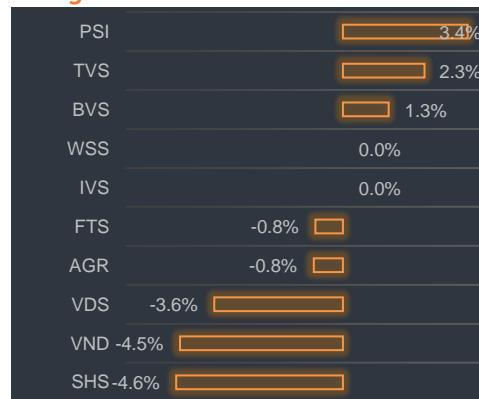 PSI 3.4%
TVS 2.3%
BVS 1.3%
WSS 0.0%
IVS 0.0%
FTS -0.8%
AGR -0.8%
VDS -3.6%
VND -4.5%
SHS -4.6%